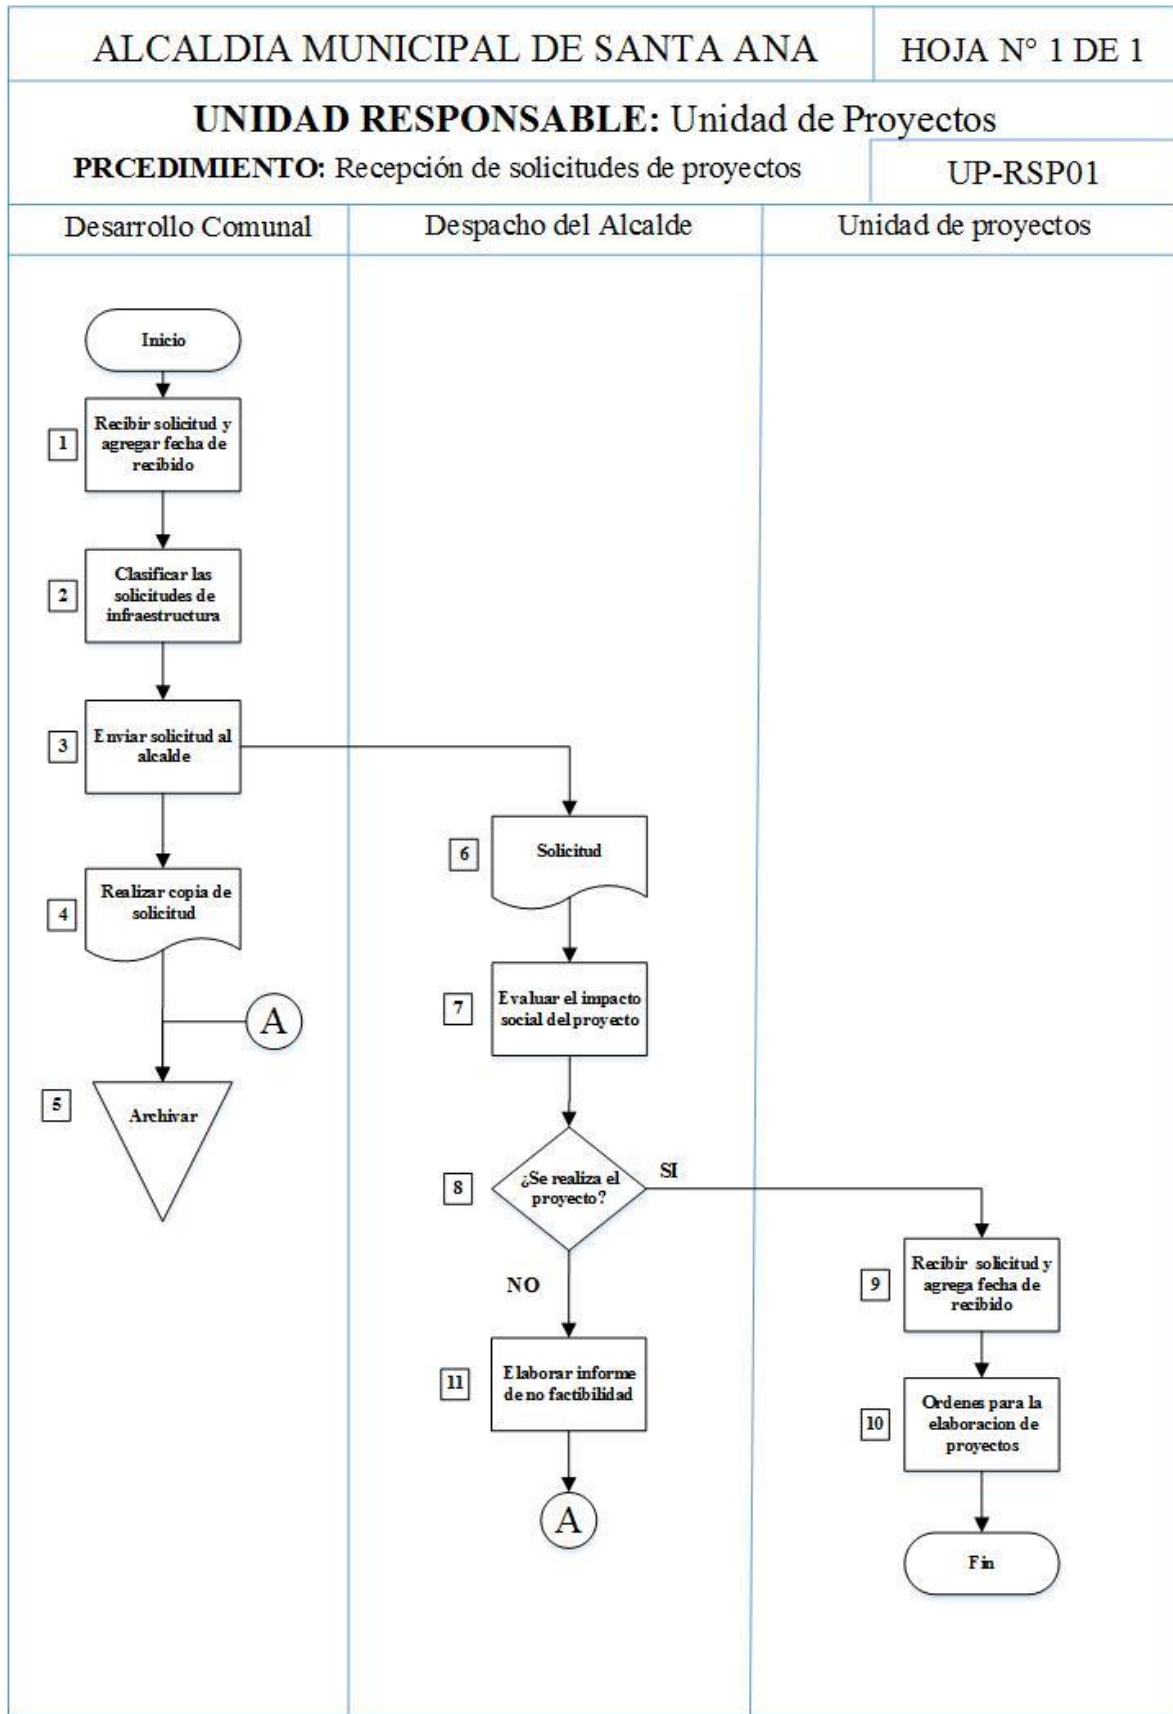 ALCALDIA MUNICIPAL DE SANTA ANA
HOJA N° 1 DE 1
UNIDAD RESPONSABLE: Unidad de Proyectos
PRCEDIMIENTO: Recepción de solicitudes de proyectos
UP-RSP01
Desarrollo Comunal
Despacho del Alcalde
Unidad de proyectos
Inicio
1
Recibir solicitud y
agregar fecha de
recibido
2
Clasificar las
solicitudes de
infraestructura
3
Enviar solicitud al
alcalde
4
Realizar copia de
solicitud
A
5
Archivar
6
Solicitud
7
Evaluar el impacto
social del proyecto
8
¿Se realiza el
proyecto?
SI
NO
11
Elaborar informe
de no factibilidad
A
9
Recibir solicitud y
agrega fecha de
recibido
10
Ordenes para la
elaboracion de
proyectos
Fin